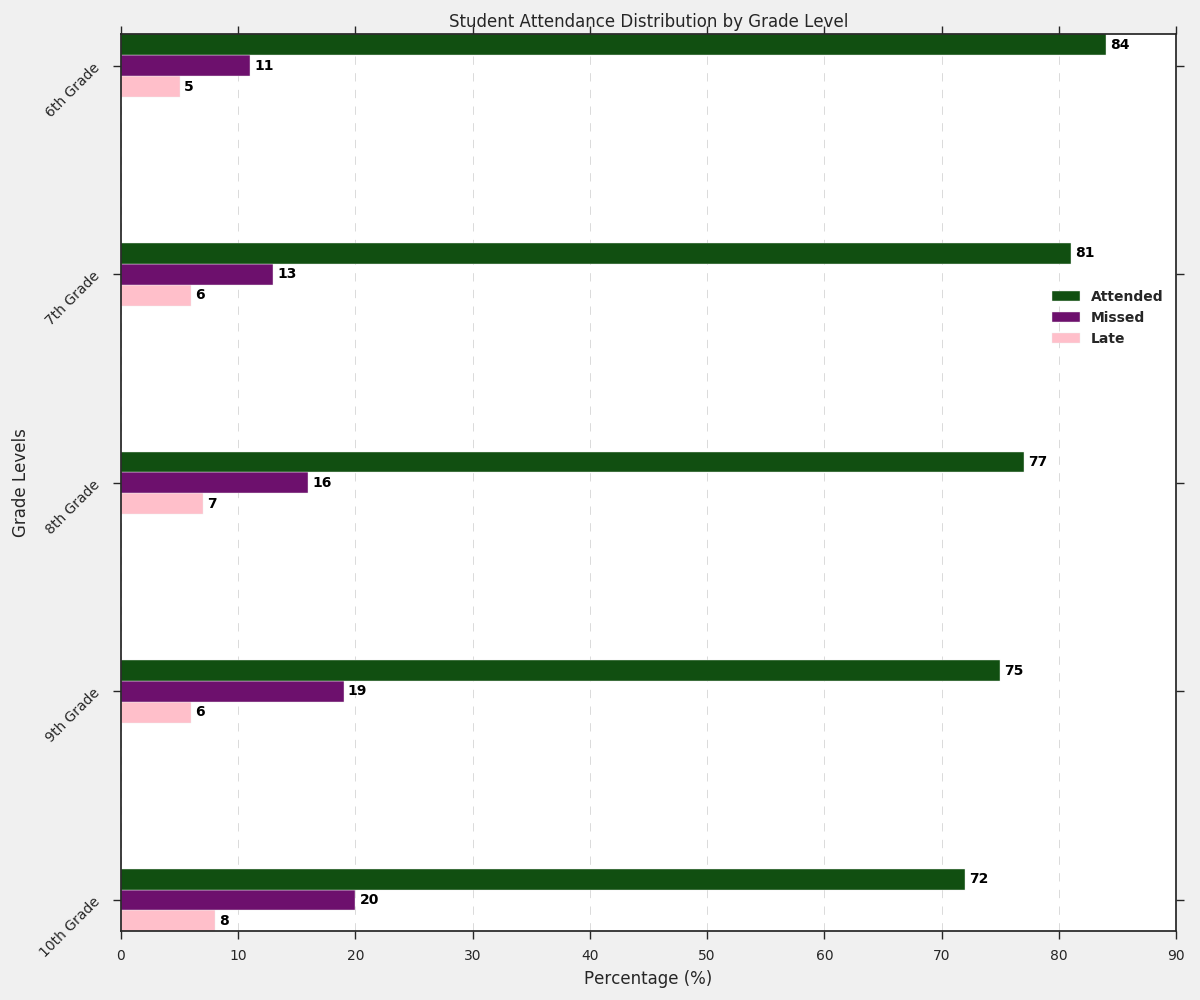 Student Attendance Distribution by Grade Level
6th Grade
84
11
5
7th Grade
81
13
6
Attended
Missed
Late
8th Grade
77
16
7
9th Grade
75
19
6
10th Grade
72
20
8
0 10 20 30 40 50 60 70 80 90
Percentage (%)
Grade Levels